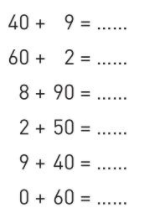 40 + 9 = ......
60 + 2 = ......
8 + 90 = ......
2 + 50 = ......
9 + 40 = ......
0 + 60 = ......